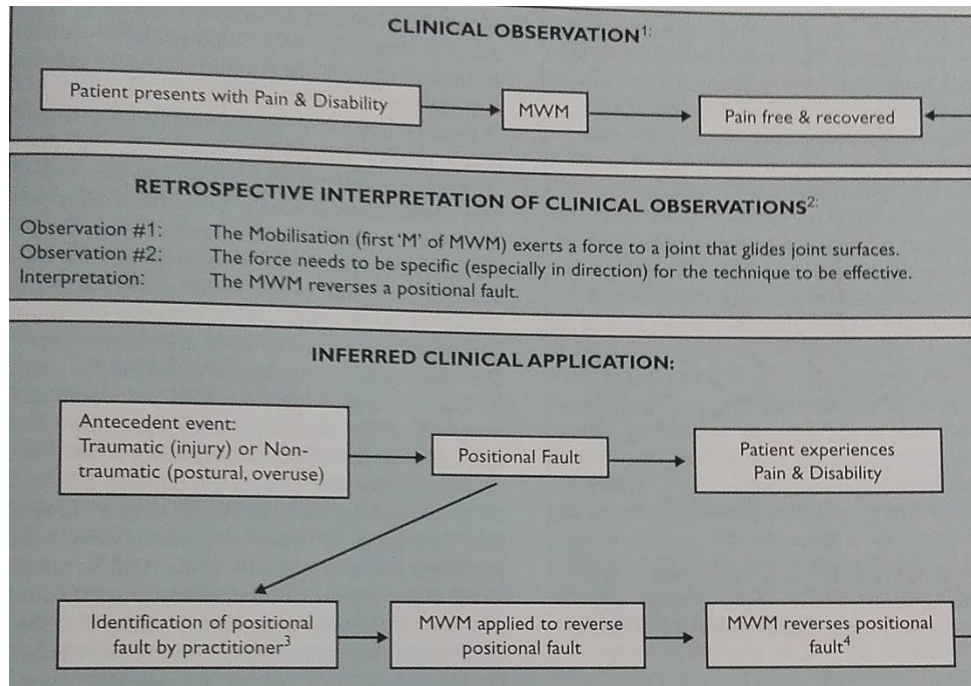 CLINICAL OBSERVATION1:
Patient presents with Pain & Disability
MWM
Pain free & recovered
RETROSPECTIVE INTERPRETATION OF CLINICAL OBSERVATIONS2:
Observation #1: The Mobilisation (first 'M' of MWM) exerts a force to a joint that glides joint surfaces.
Observation #2: The force needs to be specific (especially in direction) for the technique to be effective.
Interpretation: The MWM reverses a positional fault.
INFERRED CLINICAL APPLICATION:
Antecedent event:
Traumatic (injury) or Non-
traumatic (postural, overuse)
Positional Fault
Patient experiences
Pain & Disability
Identification of positional
fault by practitioner3
MWM applied to reverse
positional fault
MWM reverses positional
fault4